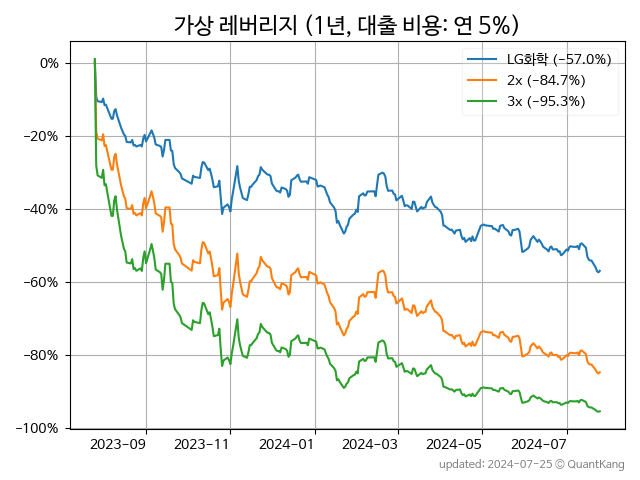 가상 레버리지 (1년, 대출 비용: 연 5%)
LG화학 (−57.0%)
2x (−84.7%)
3x (−95.3%)
0%
−20%
−40%
−60%
−80%
−100%
2023-09 2023-11 2024-01 2024-03 2024-05 2024-07
updated: 2024-07-25 © QuantKang